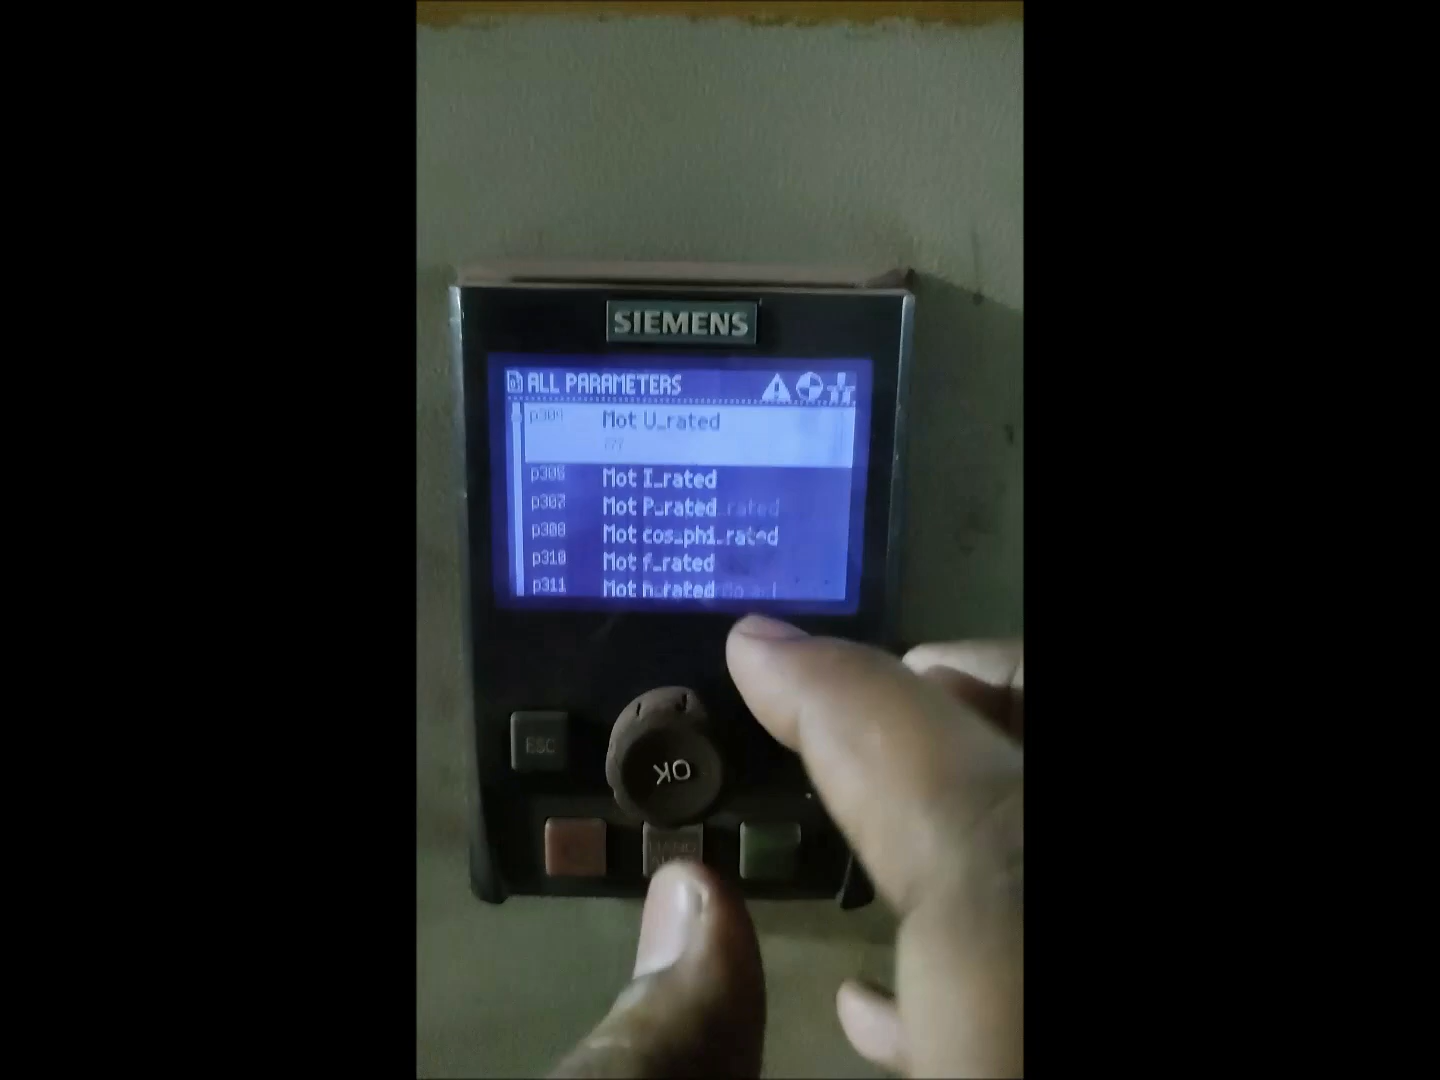 SIEMENS
ALL PARAMETERS
p304 Mot U_rated
p305 Mot I_rated
p307 Mot P_rated
p308 Mot cos_phi_rated
p310 Mot f_rated
p311 Mot n_rated
ESC
OK
HAND